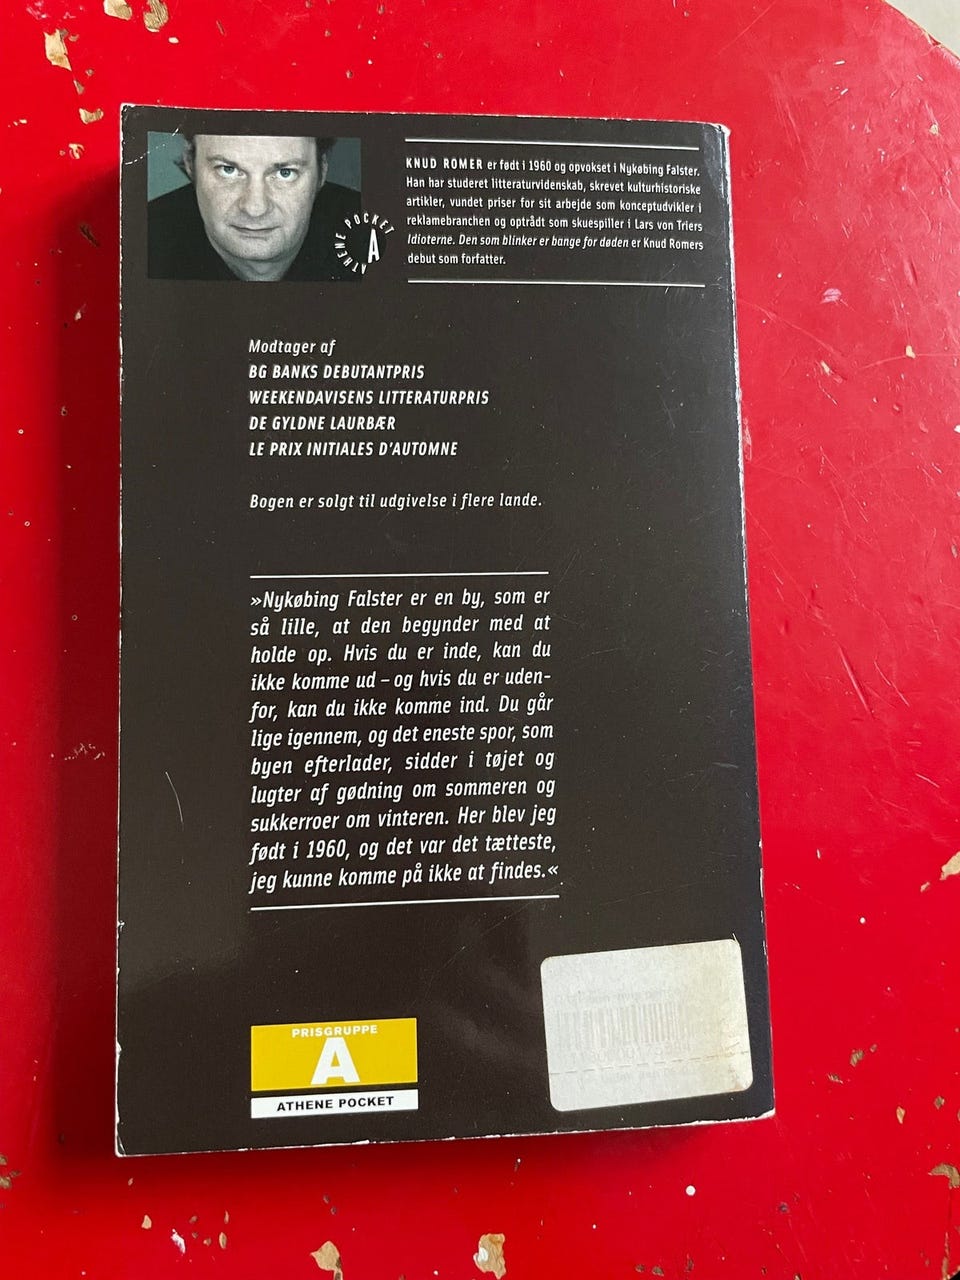 KNUD ROMER er født i 1960 og opvokset i Nykøbing Falster.
Han har studeret litteraturvidenskab, skrevet kulturhistoriske
artikler, vundet priser for sit arbejde som konceptudvikler i
reklamebranchen og optrådt som skuespiller i Lars von Triers
Idioterne. Den som blinker er bange for døden er Knud Romers
debut som forfatter.
ATHENE POCKET
A
Modtager af
BG BANKS DEBUTANTPRIS
WEEKENDAVISENS LITTERATURPRIS
DE GYLDNE LAURBÆR
LE PRIX INITIALES D'AUTOMNE
Bogen er solgt til udgivelse i flere lande.
»Nykøbing Falster er en by, som er
så lille, at den begynder med at
holde op. Hvis du er inde, kan du
ikke komme ud – og hvis du er uden-
for, kan du ikke komme ind. Du går
lige igennem, og det eneste spor, som
byen efterlader, sidder i tøjet og
lugter af gødning om sommeren og
sukkerroer om vinteren. Her blev jeg
født i 1960, og det var det tætteste,
jeg kunne komme på ikke at findes.«
PRISGRUPPE
A
ATHENE POCKET